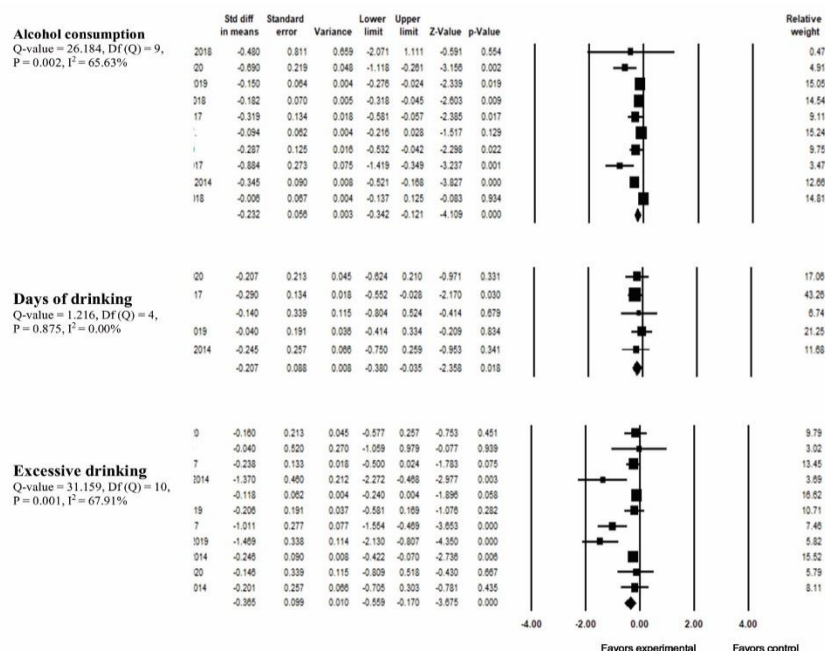 Std diff Standard Lower Upper Relative
in means error Variance limit limit Z-Value p-Value weight
Alcohol consumption
Q-value = 26.184, Df (Q) = 9,
P = 0.002, I² = 65.63%
2018 -0.480 0.811 0.659 -2.071 1.111 -0.591 0.554 0.47
20 -0.690 0.219 0.048 -1.118 -0.261 -3.156 0.002 4.91
019 -0.150 0.064 0.004 -0.276 -0.024 -2.339 0.019 15.05
018 -0.182 0.070 0.005 -0.318 -0.045 -2.603 0.009 14.54
17 -0.319 0.134 0.018 -0.581 -0.057 -2.385 0.017 9.11
-0.094 0.062 0.004 -0.216 0.028 -1.517 0.129 15.24
-0.287 0.125 0.016 -0.532 -0.042 -2.298 0.022 9.75
17 -0.884 0.273 0.075 -1.419 -0.349 -3.237 0.001 3.47
2014 -0.345 0.090 0.008 -0.521 -0.168 -3.827 0.000 12.66
018 -0.006 0.067 0.004 -0.137 0.125 -0.083 0.934 14.81
-0.232 0.056 0.003 -0.342 -0.121 -4.109 0.000
Days of drinking
Q-value = 1.216, Df (Q) = 4,
P = 0.875, I² = 0.00%
20 -0.207 0.213 0.045 -0.624 0.210 -0.971 0.331 17.06
17 -0.290 0.134 0.018 -0.552 -0.028 -2.170 0.030 43.26
-0.140 0.339 0.115 -0.804 0.524 -0.414 0.679 6.74
019 -0.040 0.191 0.036 -0.414 0.334 -0.209 0.834 21.25
2014 -0.245 0.257 0.066 -0.750 0.259 -0.953 0.341 11.68
-0.207 0.088 0.008 -0.380 -0.035 -2.358 0.018
Excessive drinking
Q-value = 31.159, Df (Q) = 10,
P = 0.001, I² = 67.91%
0 -0.160 0.213 0.045 -0.577 0.257 -0.753 0.451 9.79
-0.040 0.520 0.270 -1.059 0.979 -0.077 0.939 3.02
7 -0.238 0.133 0.018 -0.500 0.024 -1.783 0.075 13.45
2014 -1.370 0.460 0.212 -2.272 -0.468 -2.977 0.003 3.69
-0.118 0.062 0.004 -0.240 0.004 -1.896 0.058 16.62
19 -0.206 0.191 0.037 -0.581 0.169 -1.076 0.282 10.71
7 -1.011 0.277 0.077 -1.554 -0.469 -3.653 0.000 7.46
2019 -1.469 0.338 0.114 -2.130 -0.807 -4.350 0.000 5.82
014 -0.246 0.090 0.008 -0.422 -0.070 -2.736 0.006 15.52
20 -0.146 0.339 0.115 -0.809 0.518 -0.430 0.667 5.79
014 -0.201 0.257 0.066 -0.705 0.303 -0.781 0.435 8.11
-0.365 0.099 0.010 -0.559 -0.170 -3.675 0.000
-4.00 -2.00 0.00 2.00 4.00
Favors experimental Favors control